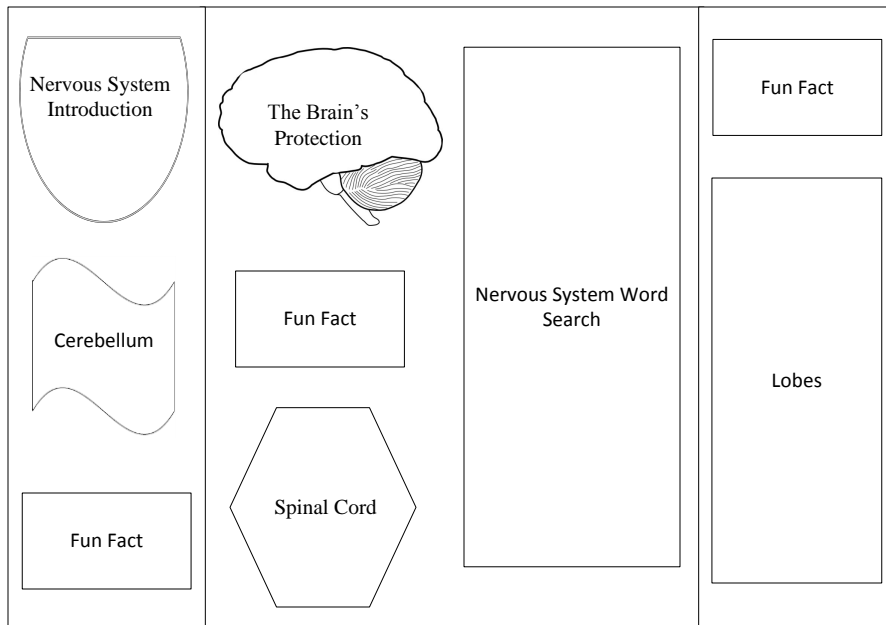 Nervous System
Introduction
Cerebellum
Fun Fact
The Brain’s
Protection
Fun Fact
Spinal Cord
Nervous System Word
Search
Fun Fact
Lobes